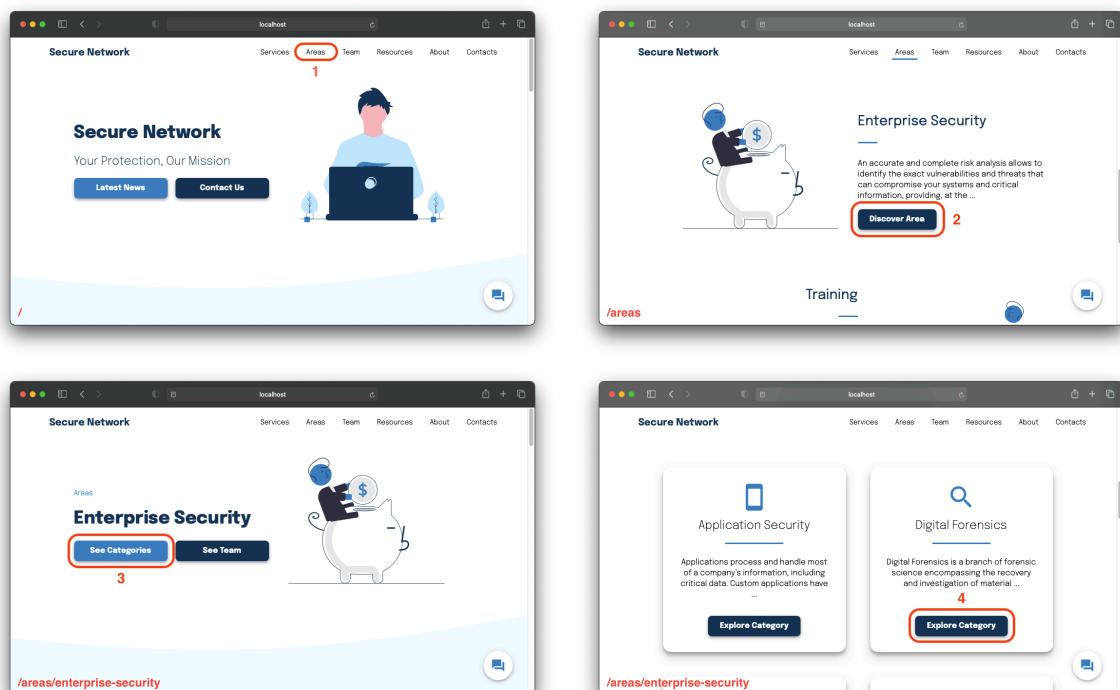 localhost
Secure Network
Services Areas Team Resources About Contacts
1
Secure Network
Your Protection, Our Mission
Latest News Contact Us
/
localhost
Secure Network
Services Areas Team Resources About Contacts
$
Enterprise Security
An accurate and complete risk analysis allows to
identify the exact vulnerabilities and threats that
can compromise your systems and critical
information, providing, at the ...
Discover Area 2
Training
/areas
localhost
Secure Network
Services Areas Team Resources About Contacts
Areas
Enterprise Security
See Categories See Team
3
$
/areas/enterprise-security
localhost
Secure Network
Services Areas Team Resources About Contacts
Application Security
Applications process and handle most
of a company's information, including
critical data. Custom applications have
...
Explore Category
Digital Forensics
Digital Forensics is a branch of forensic
science encompassing the recovery
and investigation of material ...
4
Explore Category
/areas/enterprise-security